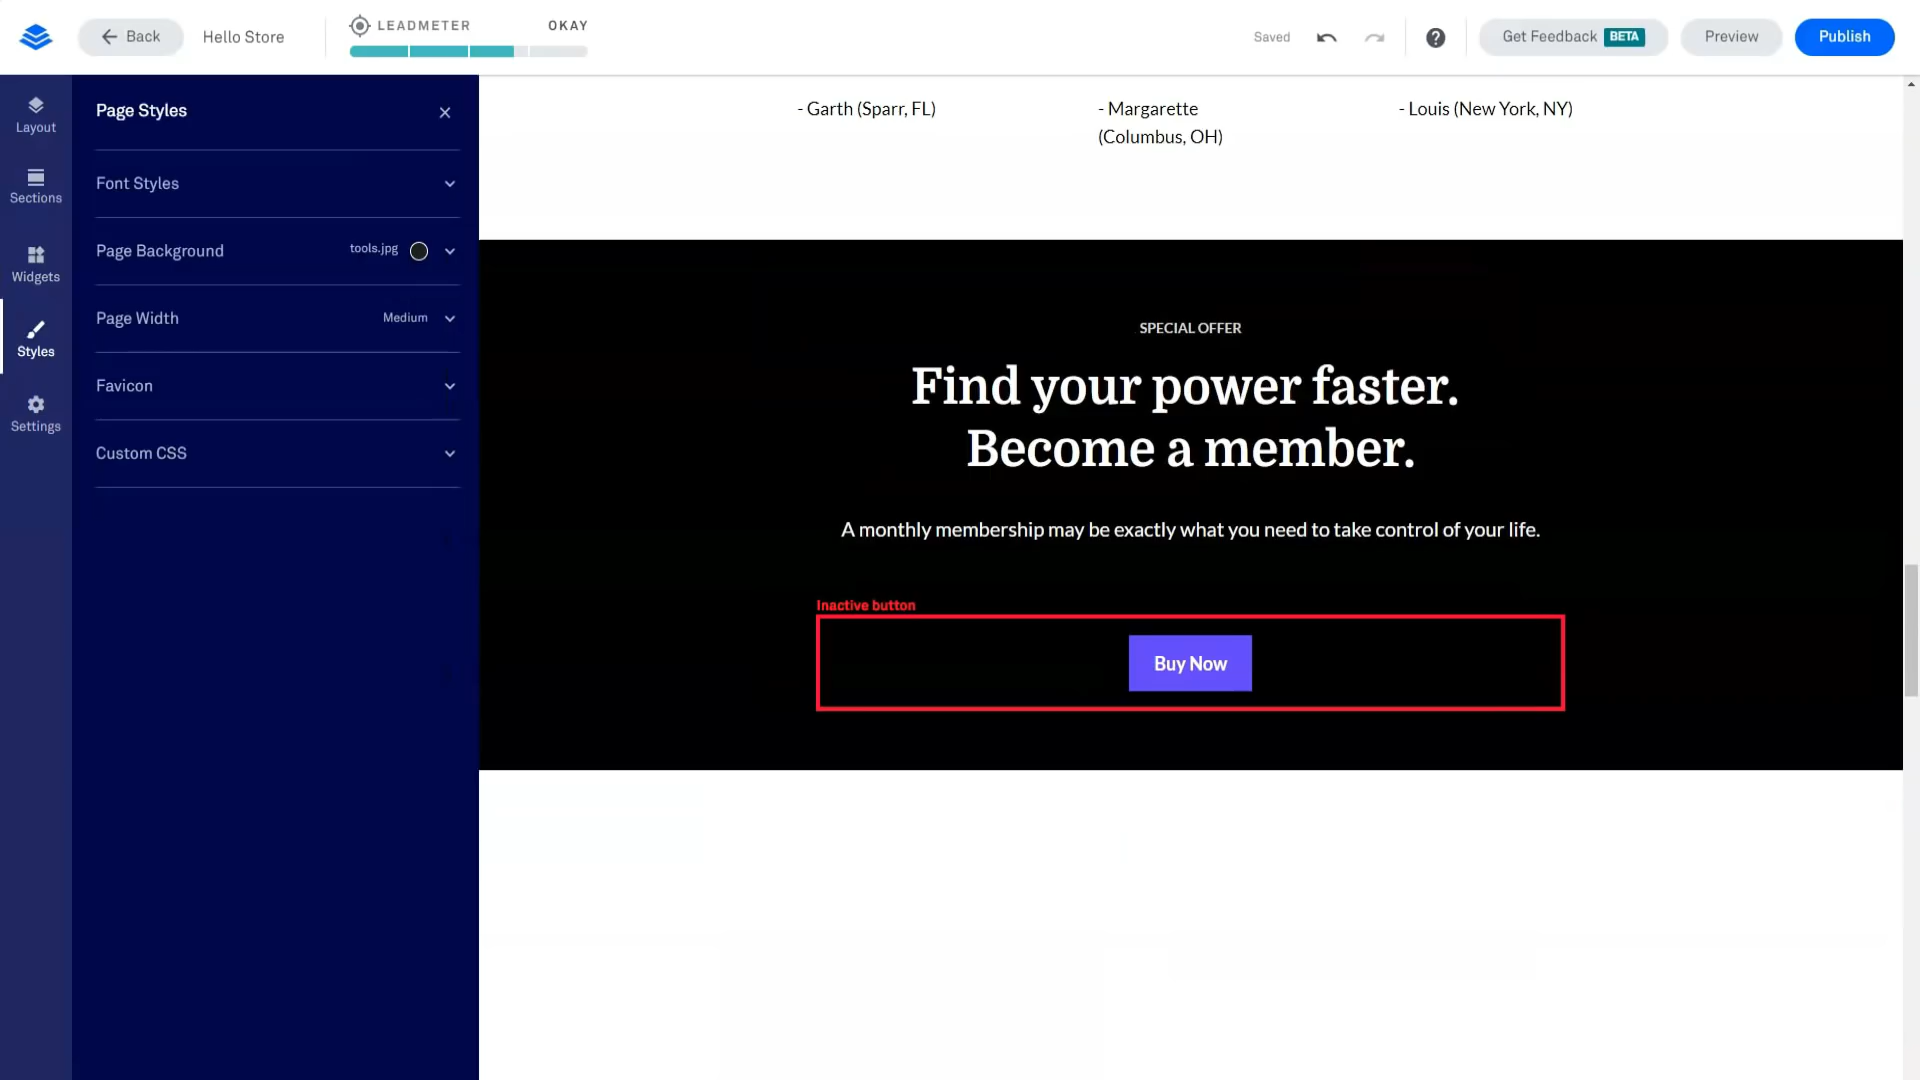 Back
Hello Store
LEADMETER
OKAY
Saved
Get Feedback BETA
Preview
Publish
Layout
Sections
Widgets
Styles
Settings
Page Styles
Font Styles
Page Background
tools.jpg
Page Width
Medium
Favicon
Custom CSS
- Garth (Sparr, FL)
- Margarette
(Columbus, OH)
- Louis (New York, NY)
SPECIAL OFFER
Find your power faster.
Become a member.
A monthly membership may be exactly what you need to take control of your life.
Inactive button
Buy Now